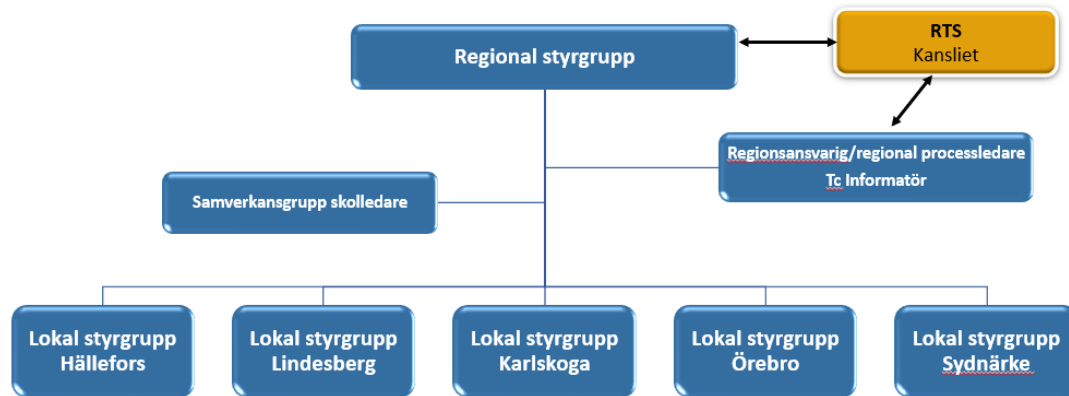 Regional styrgrupp
RTS
Kansliet
Regionsansvarig/regional processledare
Tc Informatör
Samverkansgrupp skolledare
Lokal styrgrupp
Hällefors
Lokal styrgrupp
Lindesberg
Lokal styrgrupp
Karlskoga
Lokal styrgrupp
Örebro
Lokal styrgrupp
Sydnärke